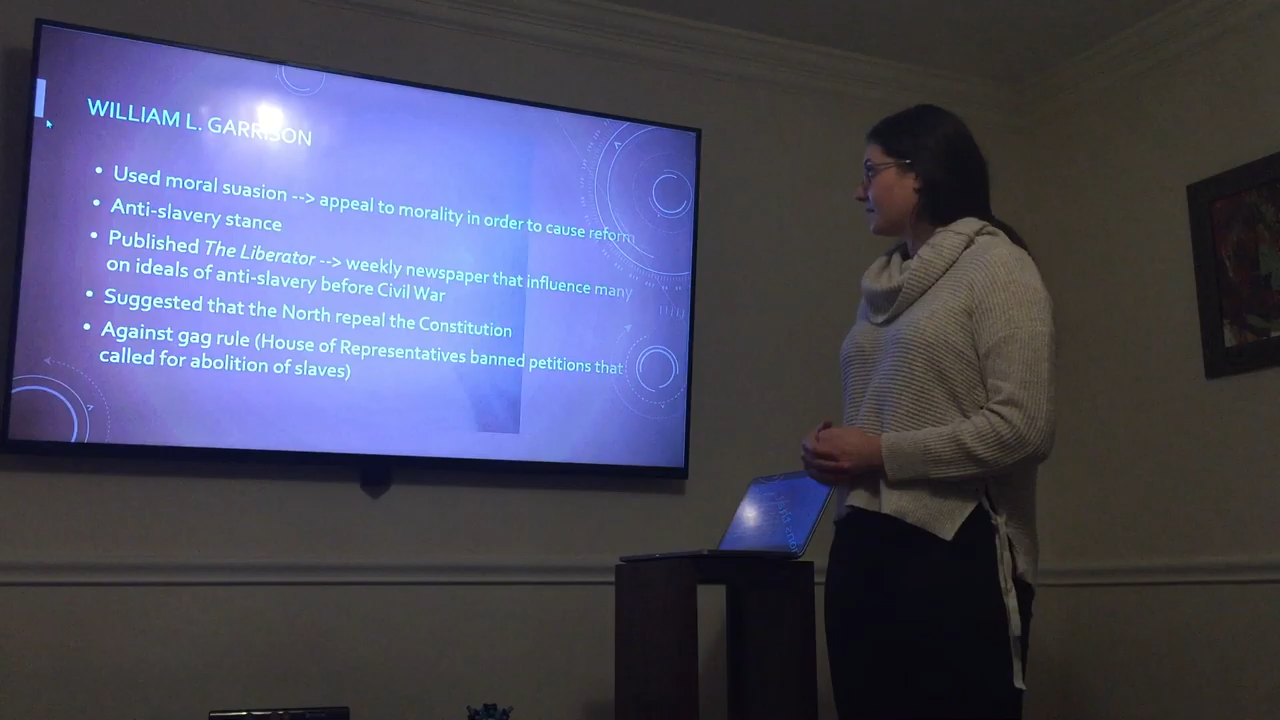 WILLIAM L. GARRISON
• Used moral suasion --> appeal to morality in order to cause reform
• Anti-slavery stance
• Published The Liberator --> weekly newspaper that influence many
on ideals of anti-slavery before Civil War
• Suggested that the North repeal the Constitution
• Against gag rule (House of Representatives banned petitions that
called for abolition of slaves)